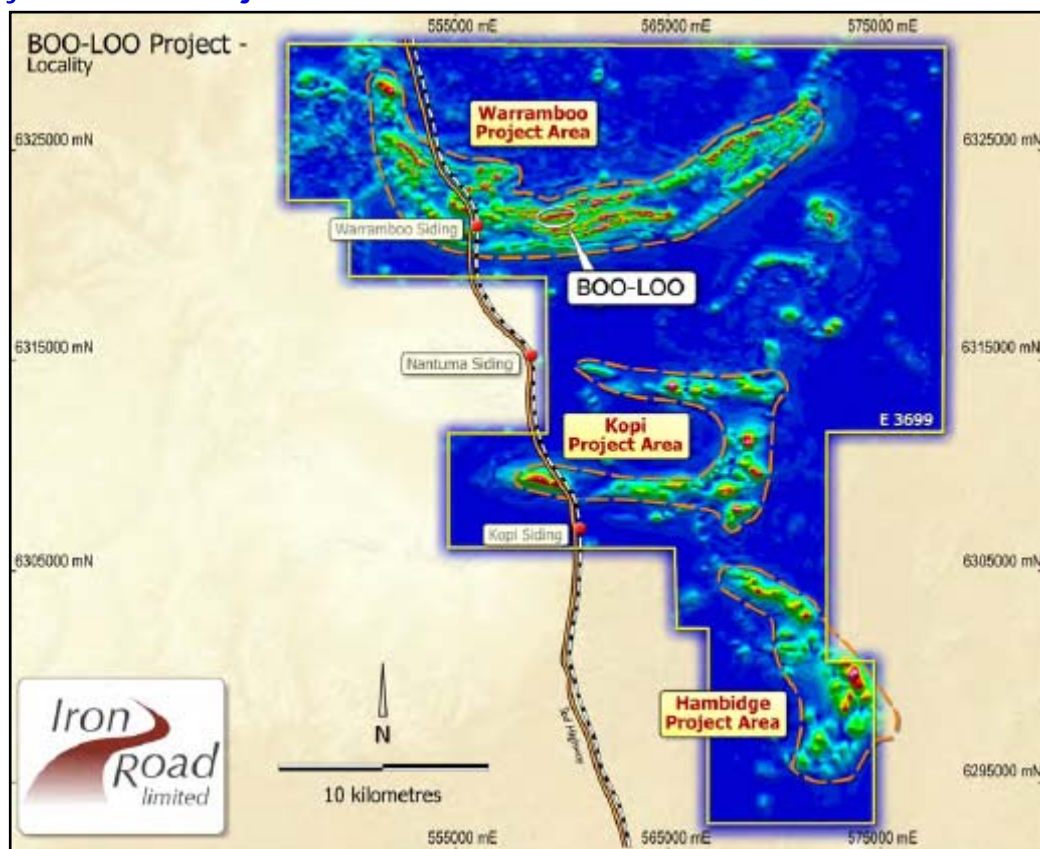 BOO-LOO Project -
Locality
555000 mE
565000 mE
575000 mE
Warramboo
Project Area
6325000 mN
6325000 mN
Warramboo Siding
BOO-LOO
6315000 mN
6315000 mN
Nantuma Siding
Kopi
Project Area
E 3699
Kopi Siding
6305000 mN
6305000 mN
Hambidge
Project Area
Iron
Road
limited
N
10 kilometres
Tod Highway
6295000 mN
555000 mE
565000 mE
575000 mE